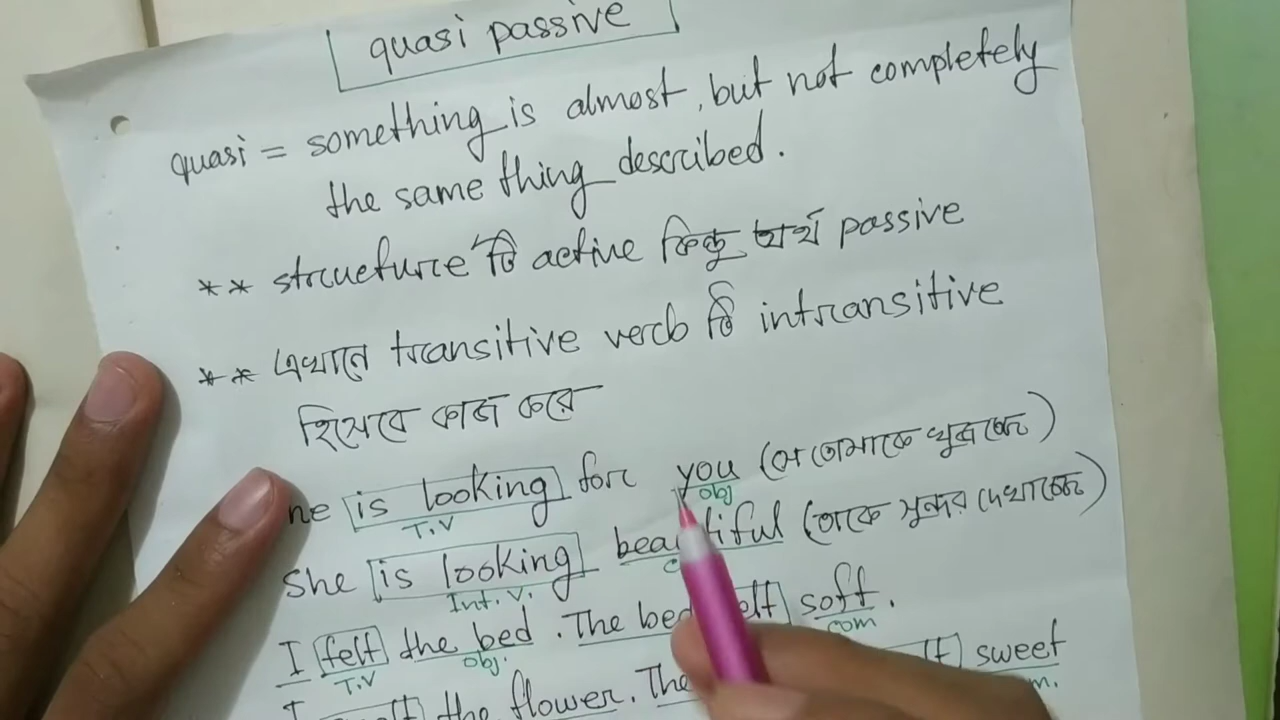 quasi passive
quasi = something is almost, but not completely
the same thing described.
** structure টি active কিন্তু অর্থ passive
** এখানে transitive verb টি intransitive
হিসেবে কাজ করে
he is looking for you (সে তোমাকে খুজতেছে)
T.V obj
She is looking beautiful (তাকে সুন্দর দেখাচ্ছে)
Int. V.
I felt the bed. The bed felt soft.
T.V obj. com
I the flower. The sweet